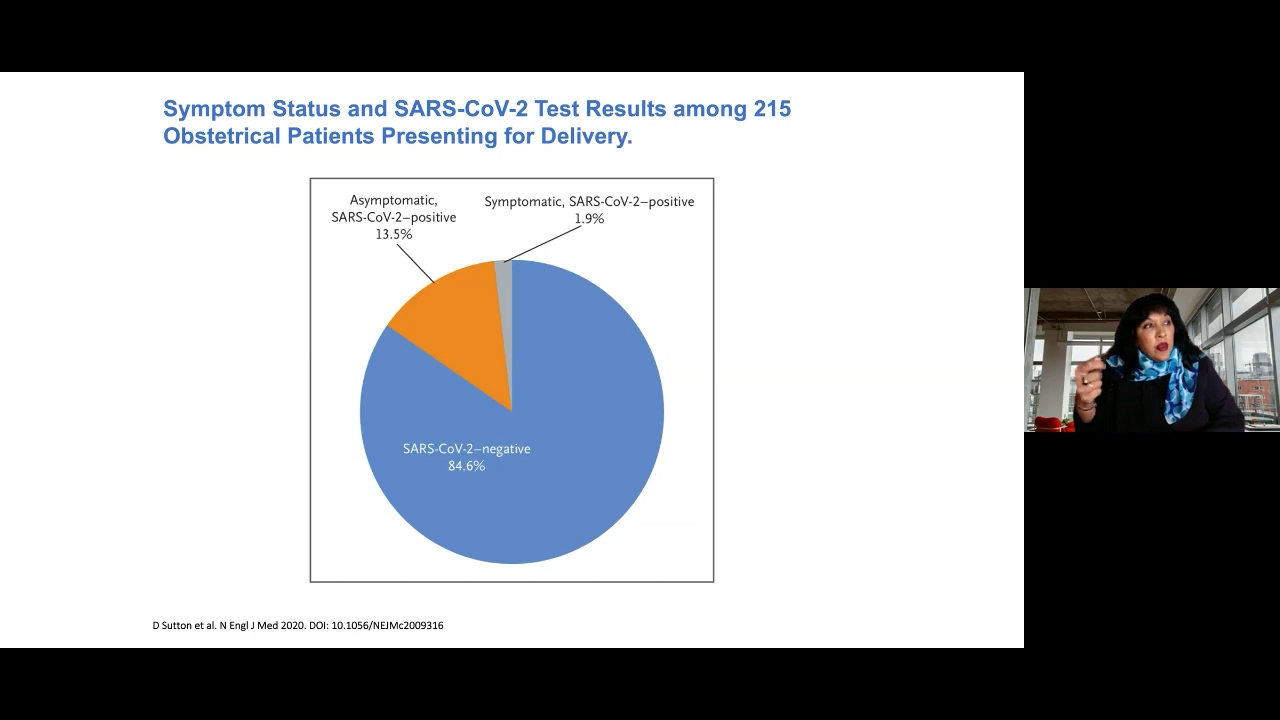 Symptom Status and SARS-CoV-2 Test Results among 215
Obstetrical Patients Presenting for Delivery.
Asymptomatic,
SARS-CoV-2–positive
13.5%
Symptomatic, SARS-CoV-2–positive
1.9%
SARS-CoV-2–negative
84.6%
D Sutton et al. N Engl J Med 2020. DOI: 10.1056/NEJMc2009316